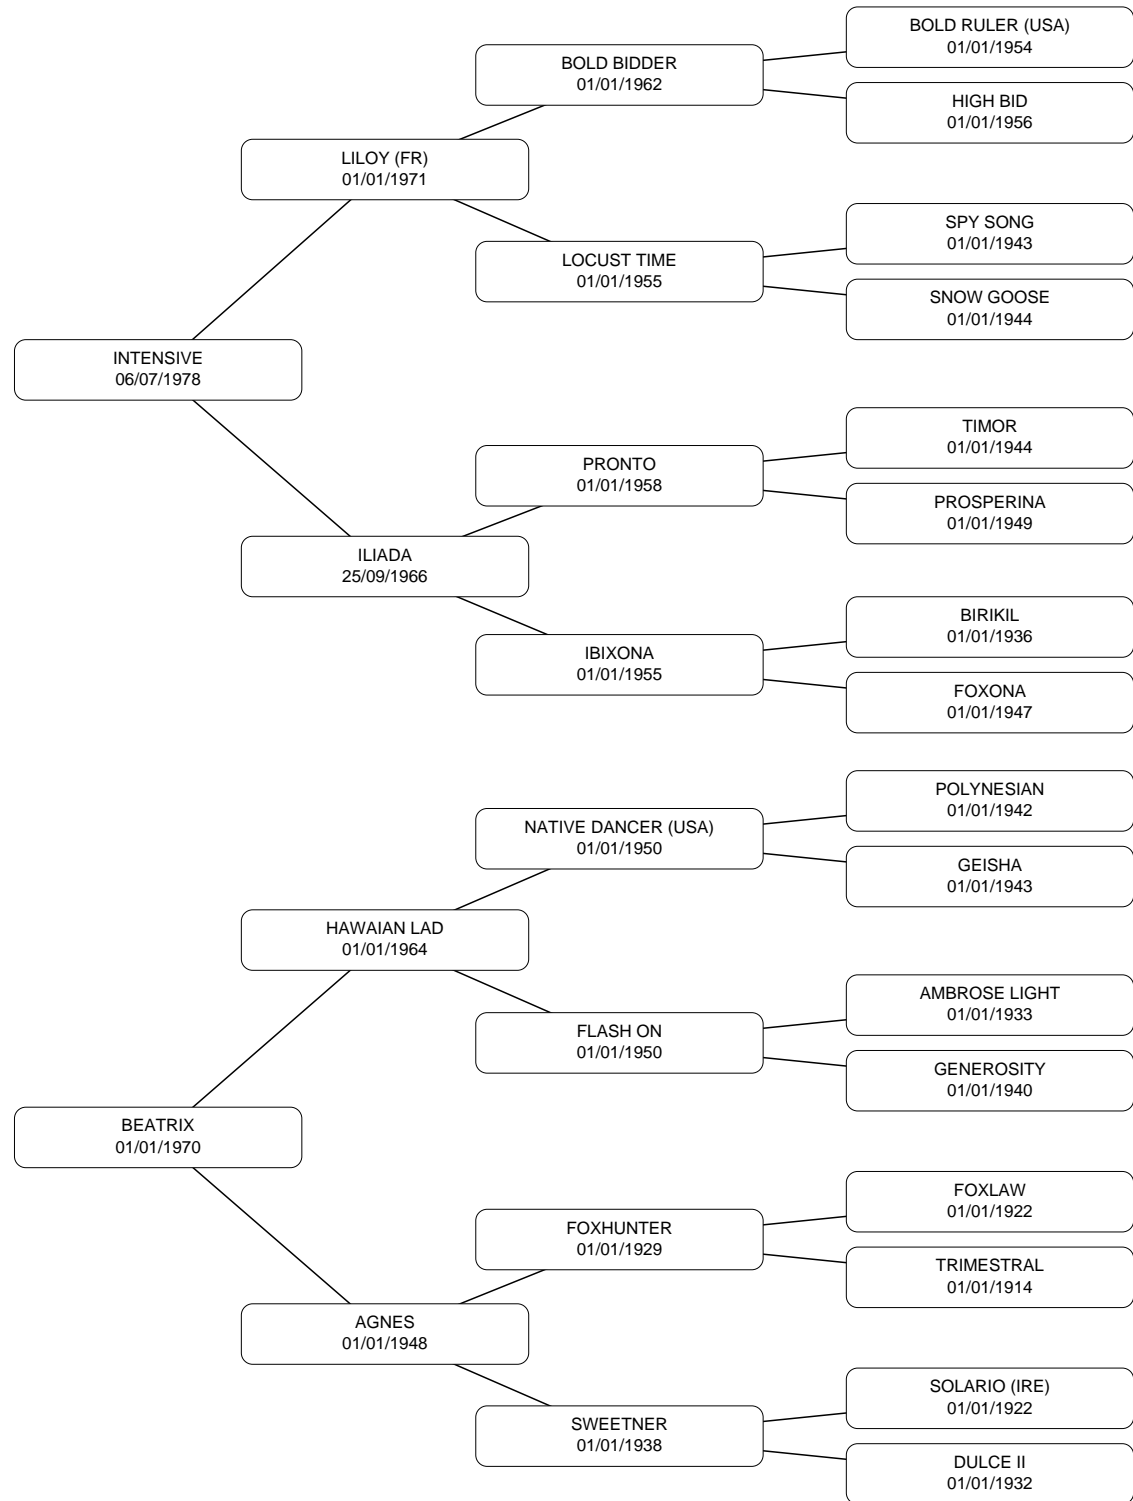 BOLD RULER (USA)
01/01/1954
BOLD BIDDER
01/01/1962
HIGH BID
01/01/1956
LILOY (FR)
01/01/1971
SPY SONG
01/01/1943
LOCUST TIME
01/01/1955
SNOW GOOSE
01/01/1944
INTENSIVE
06/07/1978
TIMOR
01/01/1944
PRONTO
01/01/1958
PROSPERINA
01/01/1949
ILIADA
25/09/1966
BIRIKIL
01/01/1936
IBIXONA
01/01/1955
FOXONA
01/01/1947
POLYNESIAN
01/01/1942
NATIVE DANCER (USA)
01/01/1950
GEISHA
01/01/1943
HAWAIAN LAD
01/01/1964
AMBROSE LIGHT
01/01/1933
FLASH ON
01/01/1950
GENEROSITY
01/01/1940
BEATRIX
01/01/1970
FOXLAW
01/01/1922
FOXHUNTER
01/01/1929
TRIMESTRAL
01/01/1914
AGNES
01/01/1948
SOLARIO (IRE)
01/01/1922
SWEETNER
01/01/1938
DULCE II
01/01/1932